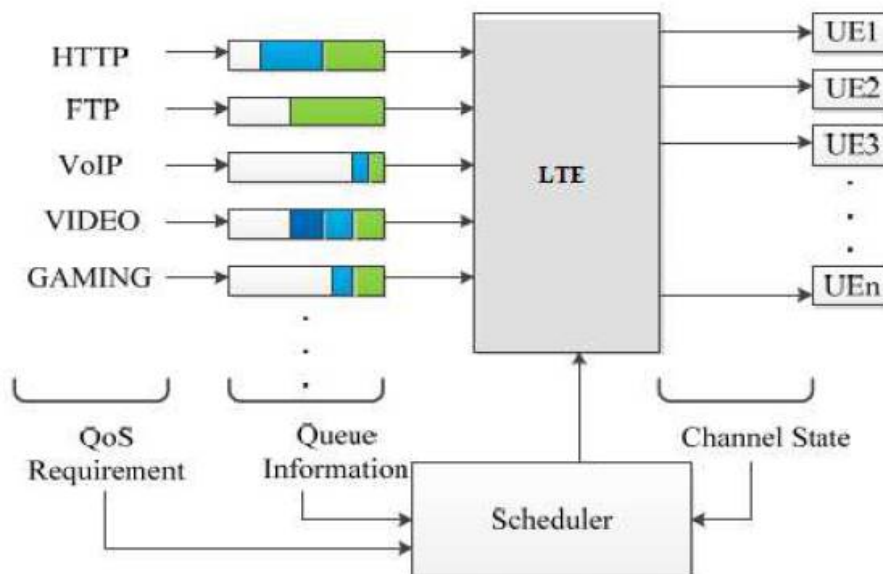 HTTP
FTP
VoIP
VIDEO
GAMING
LTE
UE1
UE2
UE3
UEn
QoS
Requirement
Queue
Information
Channel State
Scheduler